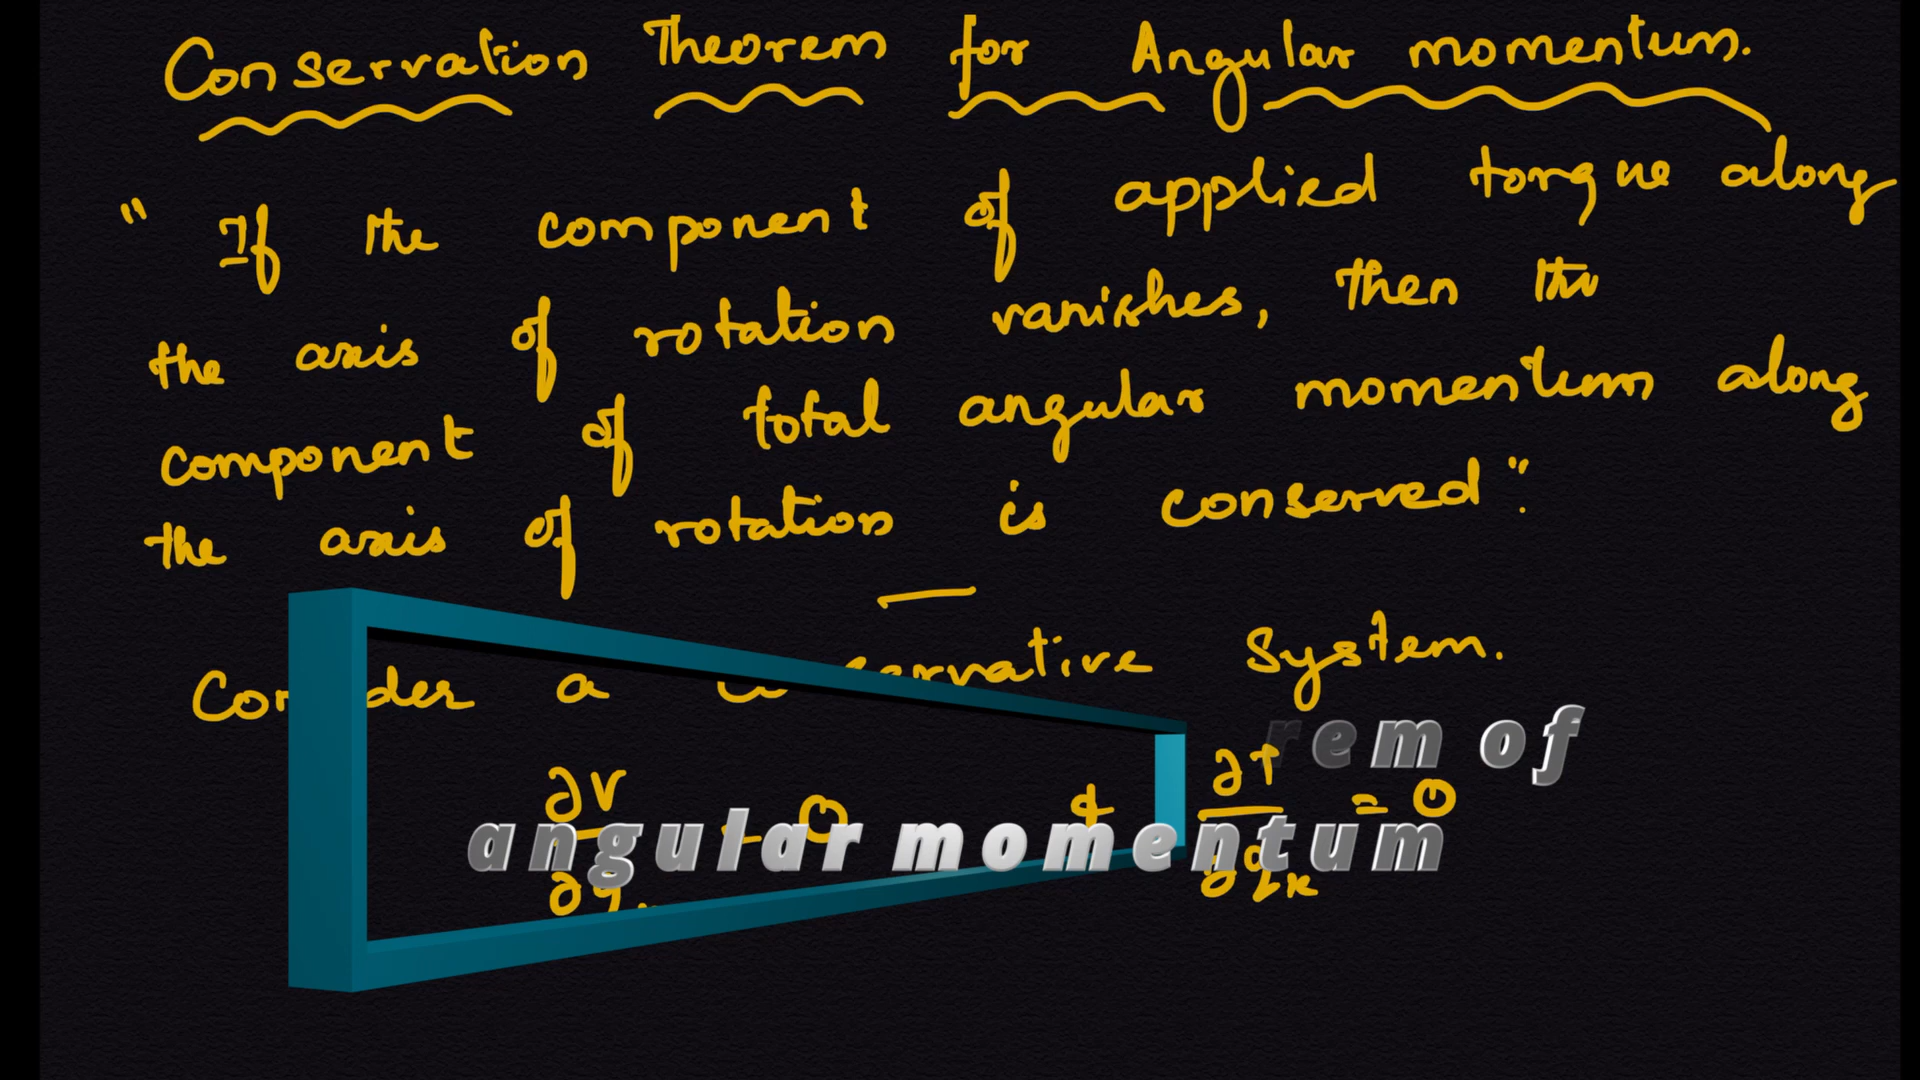 Conservation Theorem for Angular momentum.
" If the component of applied torque along
the axis of rotation vanishes, then the
component of total angular momentum along
the axis of rotation is conserved".
a System.
rem of
∂V 0 & ∂T = 0
angular momentum
∂q ∂qκ